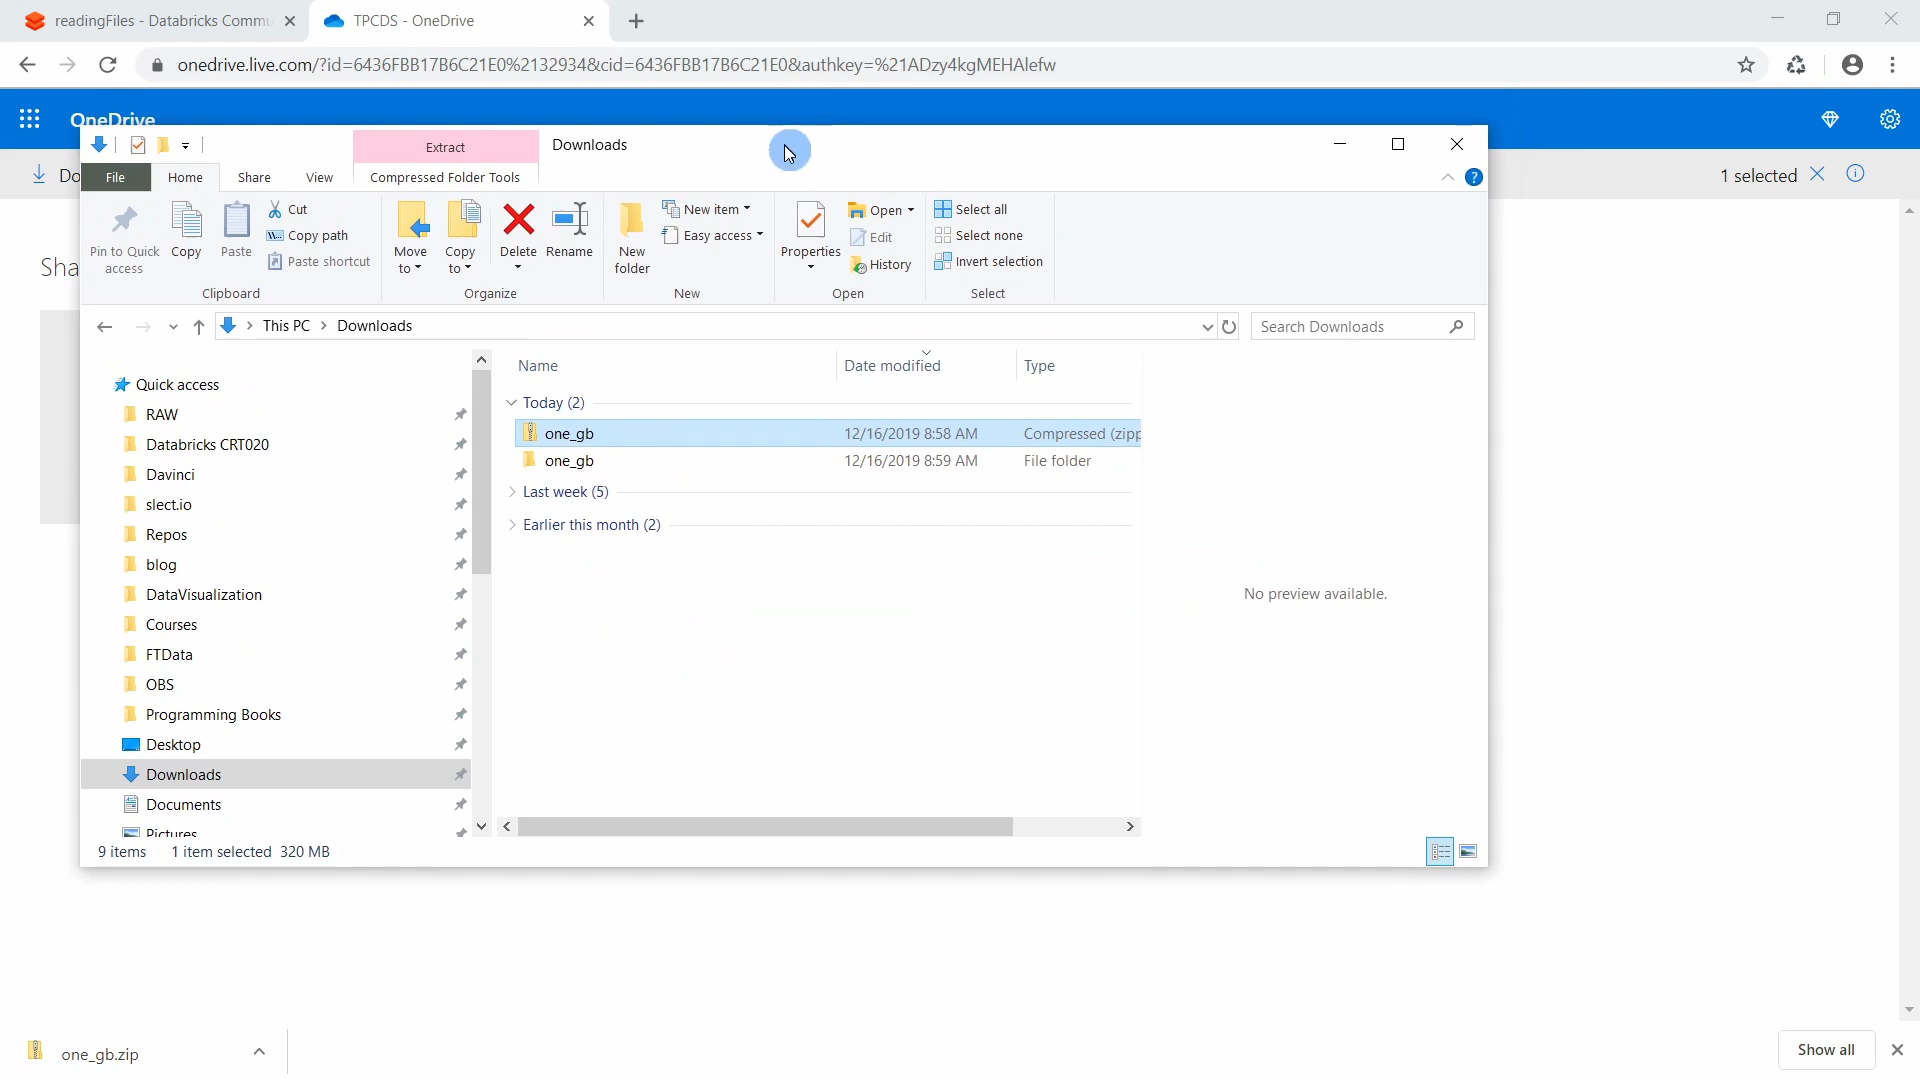 readingFiles - Databricks Commu
TPCDS - OneDrive
onedrive.live.com/?id=6436FBB17B6C21E0%2132934&cid=6436FBB17B6C21E0&authkey=%21ADzy4kgMEHAlefw
OneDrive
Extract
Downloads
Do
File
Home
Share
View
Compressed Folder Tools
1 selected
Pin to Quick access
Copy
Paste
Cut
Copy path
Paste shortcut
Move to
Copy to
Delete
Rename
New folder
New item
Easy access
Properties
Open
Edit
History
Select all
Select none
Invert selection
Clipboard
Organize
New
Open
Select
Sha
This PC > Downloads
Search Downloads
Name
Date modified
Type
Quick access
RAW
Databricks CRT020
Davinci
slect.io
Repos
blog
DataVisualization
Courses
FTData
OBS
Programming Books
Desktop
Downloads
Documents
Pictures
Today (2)
one_gb 12/16/2019 8:58 AM Compressed (zipp
one_gb 12/16/2019 8:59 AM File folder
Last week (5)
Earlier this month (2)
No preview available.
9 items 1 item selected 320 MB
one_gb.zip
Show all